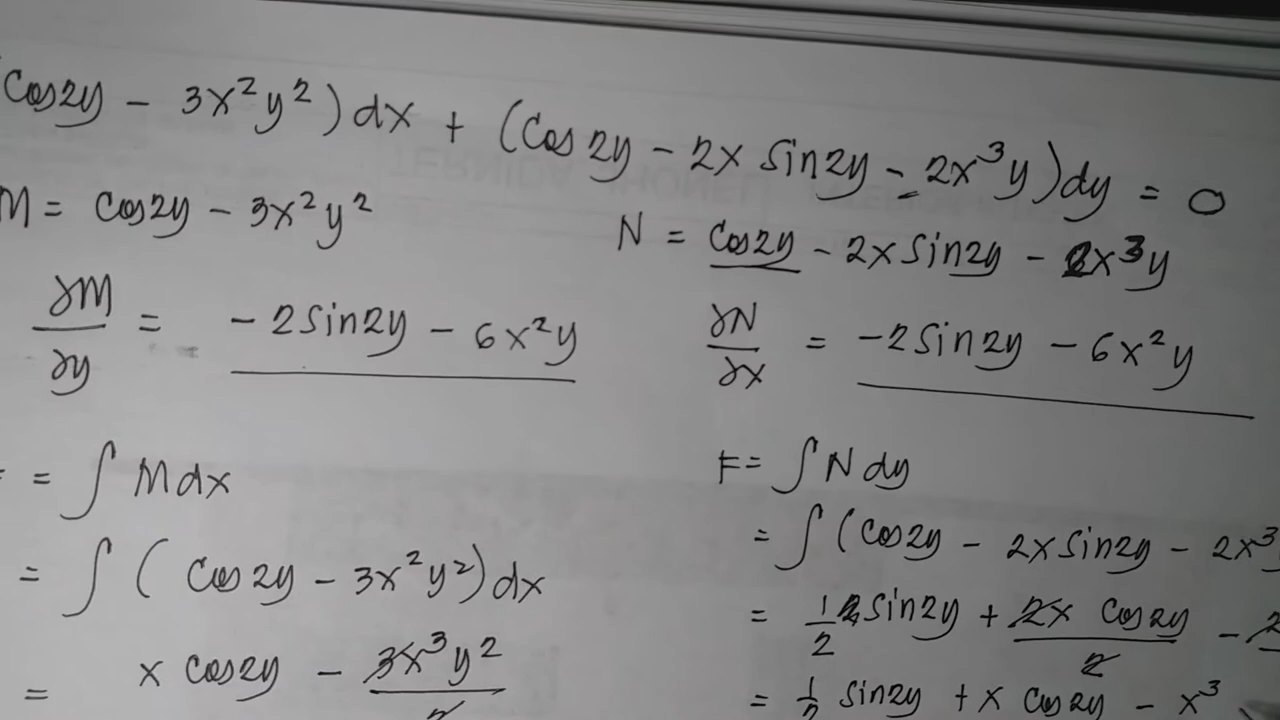 (cos2y - 3x²y²)dx + (cos2y - 2x sin2y - 2x³y)dy = 0
M = cos2y - 3x²y²
N = cos2y - 2x sin2y - 2x³y
∂M/∂y = -2sin2y - 6x²y
∂N/∂x = -2sin2y - 6x²y
= ∫ M dx
F = ∫ N dy
= ∫ ( cos2y - 3x²y²)dx
= ∫ (cos2y - 2x sin2y - 2x³
= 1/2 sin2y + 2x cos2y/2 - 2
= x cos2y - 3x³y²
= 1/2 sin2y + x cos2y - x³